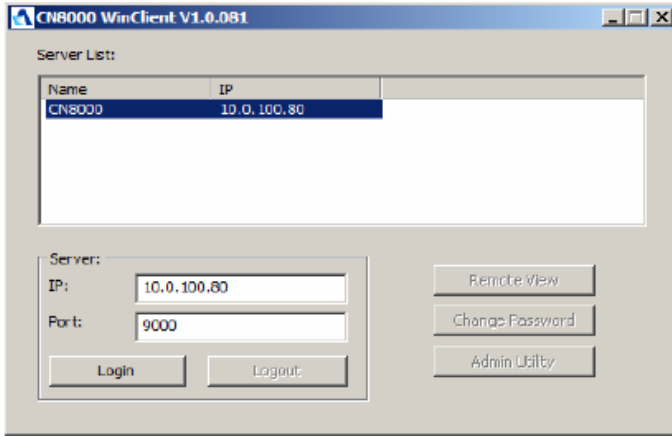 CN8000 WinClient V1.0.081
Server List:
Name IP
CN8000 10.0.100.80
Server:
IP: 10.0.100.80 Remote View
Port: 9000 Change Password
Login Logout Admin Utility